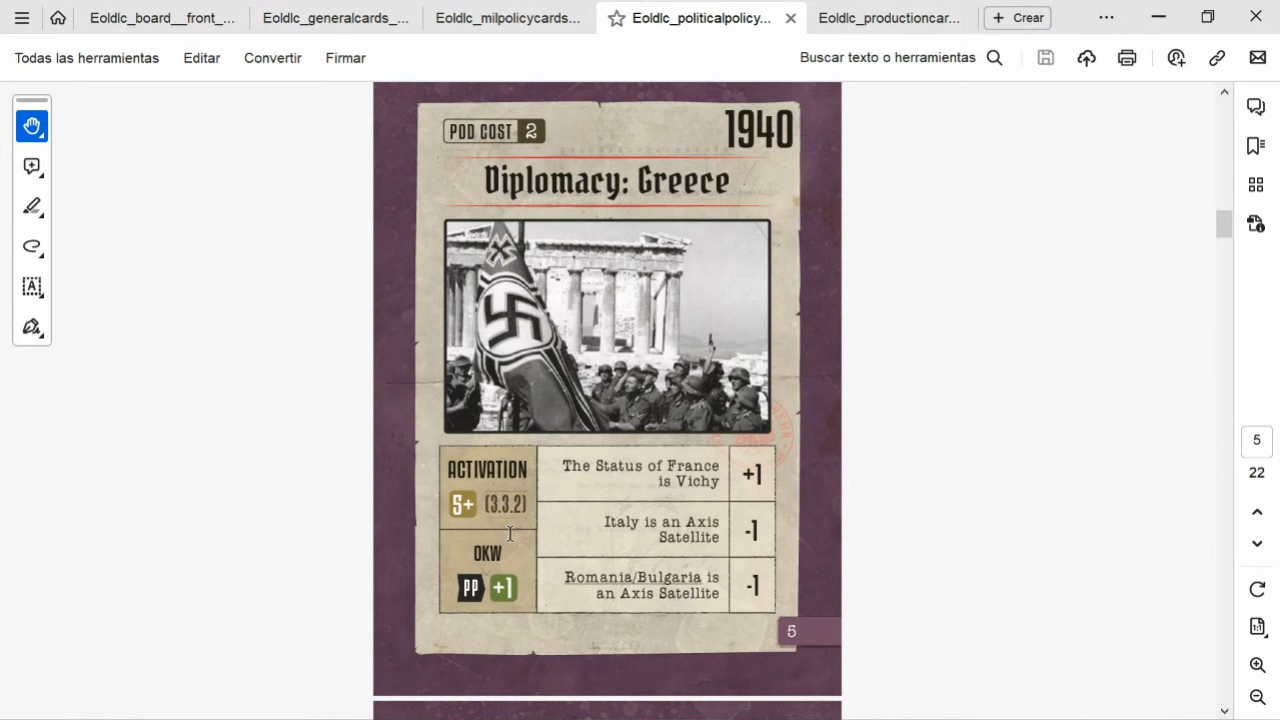 Eoldlc_board__front_...
Eoldlc_generalcards_...
Eoldlc_milpolicycards...
Eoldlc_politicalpolicy...
Eoldlc_productioncar...
Crear
Todas las herramientas
Editar
Convertir
Firmar
Buscar texto o herramientas
POD COST 2
1940
Diplomacy: Greece
ACTIVATION
5+ (3.3.2)
OKW
PP +1
The Status of France
is Vichy
+1
Italy is an Axis
Satellite
-1
Romania/Bulgaria is
an Axis Satellite
-1
5
5
22